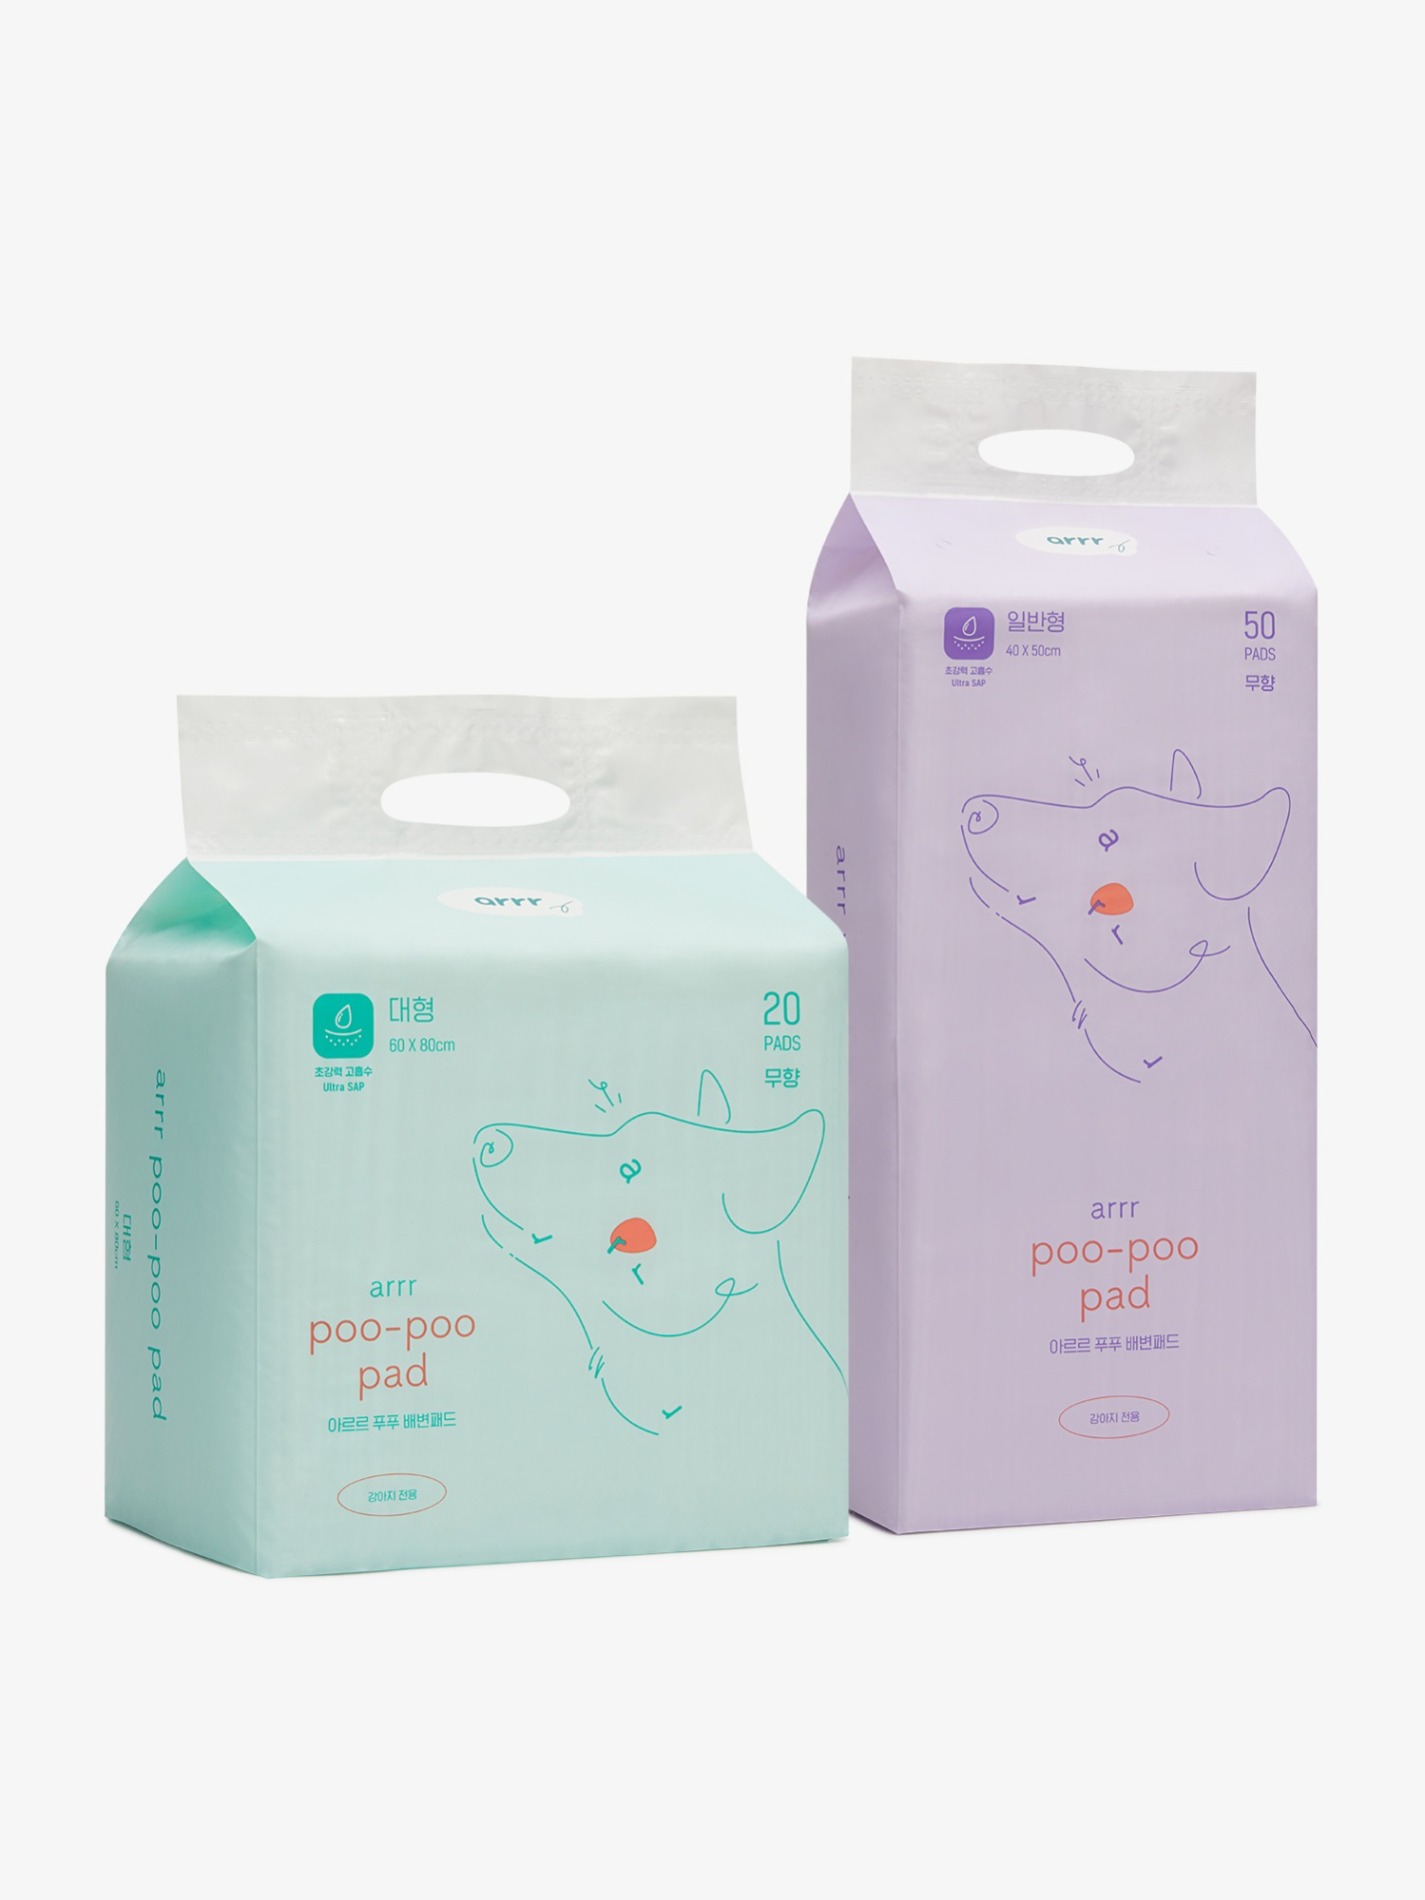 arrr
대형
60 X 80cm
초강력 고흡수
Ultra SAP
20
PADS
무향
a
r
r
r
arrr
poo-poo
pad
아르르 푸푸 배변패드
강아지 전용
arrr poo-poo pad
대형
60 X 80cm
arrr
일반형
40 X 50cm
초강력 고흡수
Ultra SAP
50
PADS
무향
a
r
r
r
arrr
poo-poo
pad
아르르 푸푸 배변패드
강아지 전용
arrr